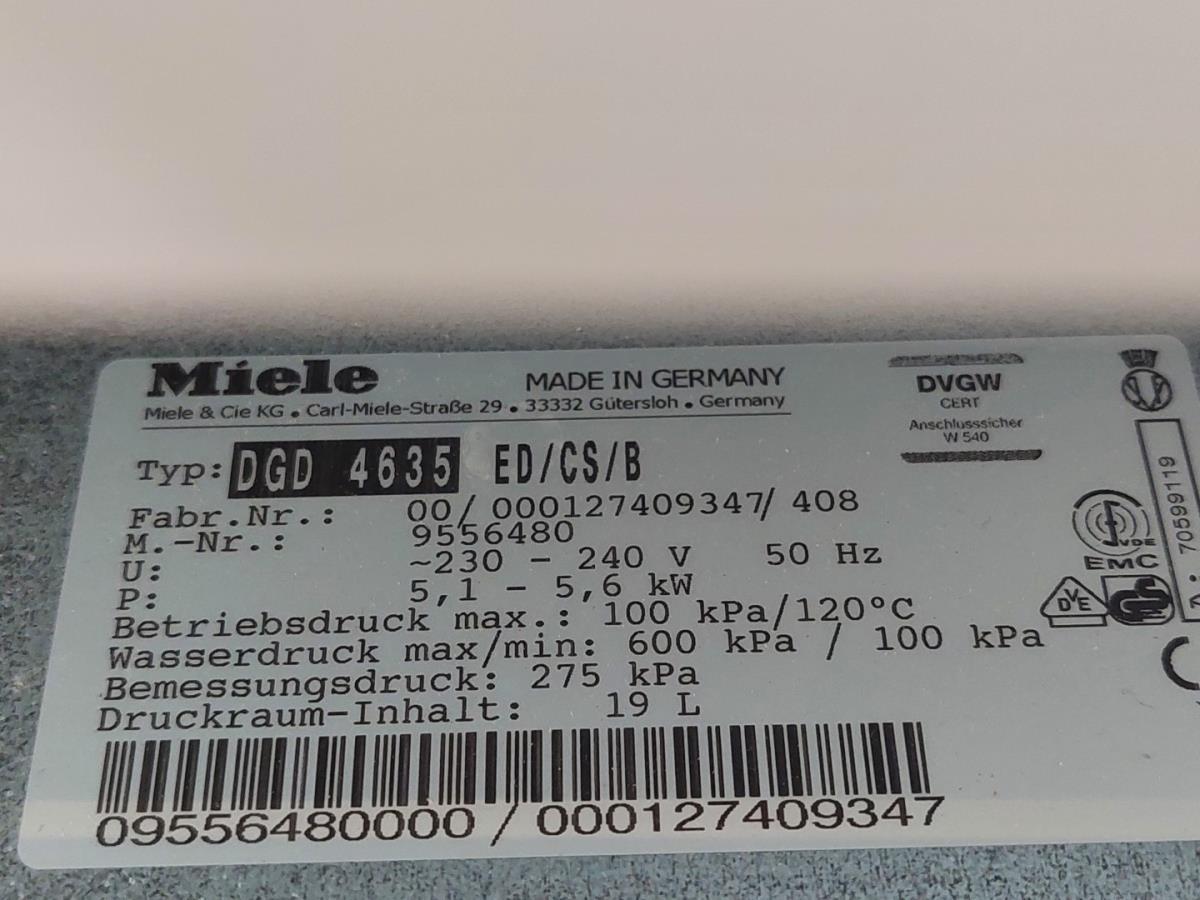 Miele
MADE IN GERMANY
Miele & Cie KG • Carl-Miele-Straße 29 • 33332 Gütersloh • Germany
DVGW
CERT
Anschlusssicher
W 540
Typ: DGD 4635 ED/CS/B
Fabr.Nr.: 00/ 000127409347/ 408
M.-Nr.: 9556480
U: ~230 - 240 V 50 Hz
P: 5,1 - 5,6 kW
Betriebsdruck max.: 100 kPa/120°C
Wasserdruck max/min: 600 kPa / 100 kPa
Bemessungsdruck: 275 kPa
Druckraum-Inhalt: 19 L
09556480000/000127409347
VDE
EMC
DVE
GS
70599119